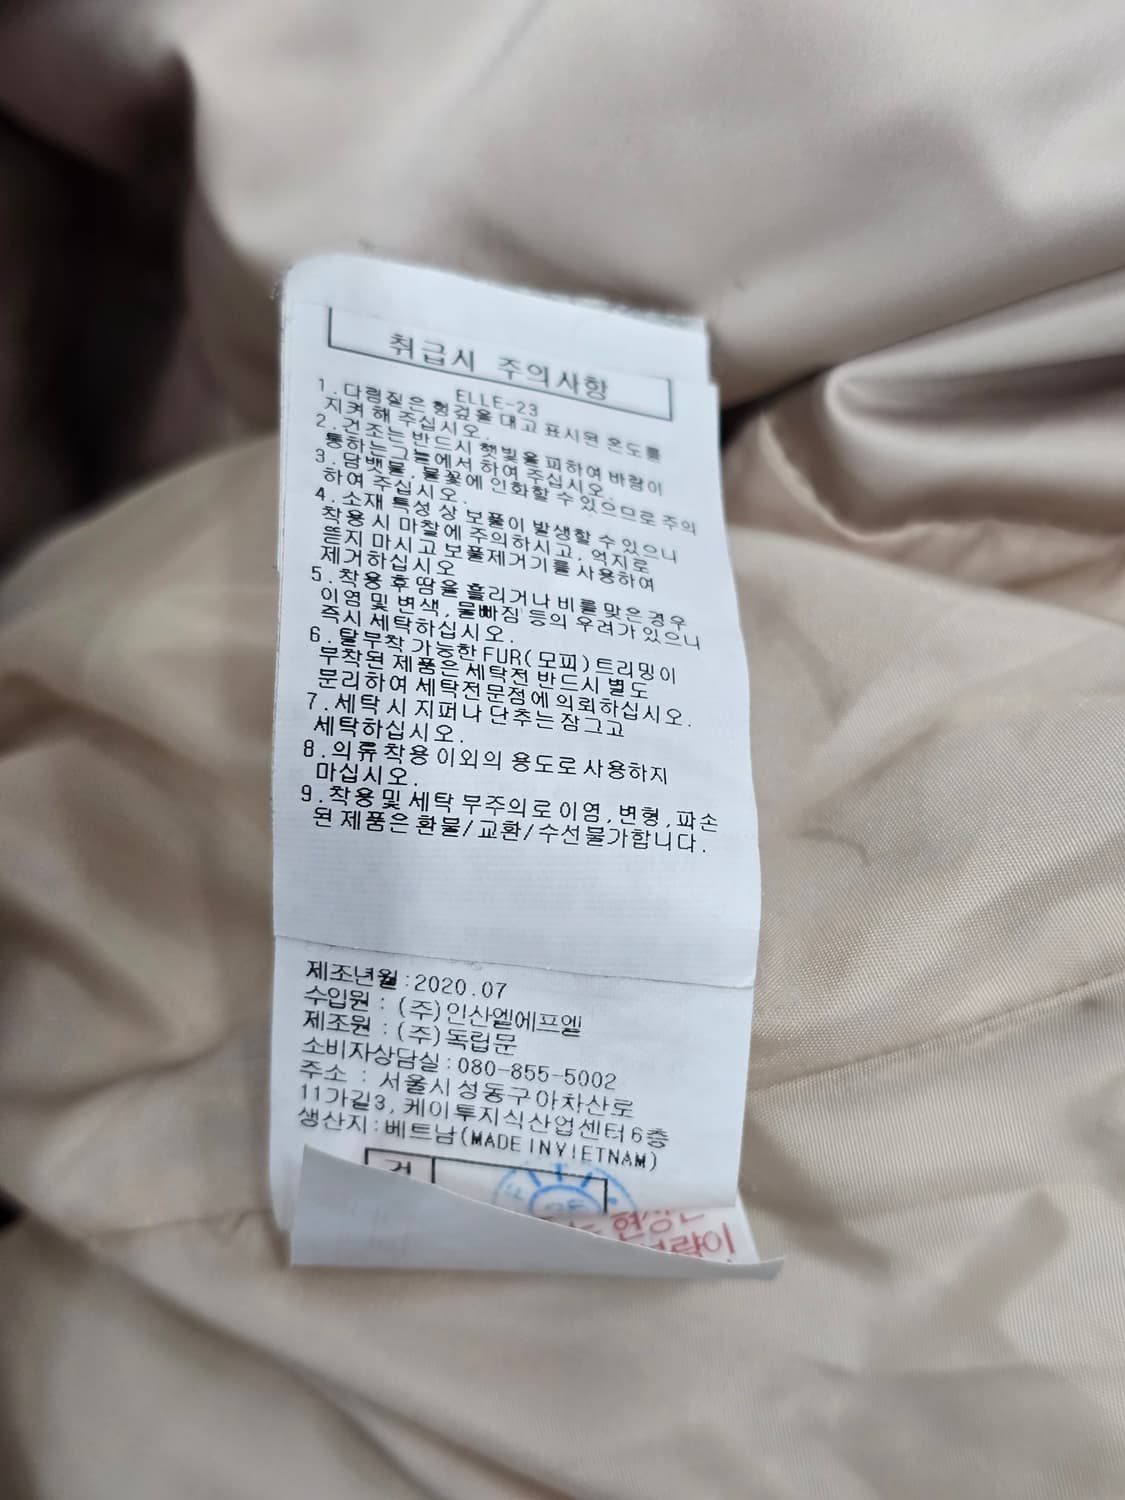 취급시 주의사항
ELLE-23
1.다림질은 헝겊을 대고 표시된 온도를
지켜 해 주십시오.
2.건조는 반드시 햇빛을 피하여 바람이
통하는그늘에서 하여 주십시오.
3.담뱃불,불꽃에 인화할 수 있으므로 주의
하여 주십시오.
4.소재 특성상 보풀이 발생할 수 있으니
착용 시 마찰에 주의하시고, 억지로
뜯지 마시고 보풀제거기를 사용하여
제거하십시오
5.착용 후 땀을 흘리거나 비를 맞은 경우
이염 및 변색, 물빠짐 등의 우려가 있으니
즉시 세탁하십시오.
6.탈부착 가능한 FUR(모피)트리밍이
부착된 제품은 세탁전 반드시 별도
분리하여 세탁전문점에 의뢰하십시오.
7.세탁 시 지퍼나 단추는 잠그고
세탁하십시오.
8.의류 착용 이외의 용도로 사용하지
마십시오.
9.착용 및 세탁 부주의로 이염,변형,파손
된 제품은 환불/교환/수선불가합니다.
제조년월:2020.07
수입원 : (주)인산엘에프엘
제조원 : (주)독립문
소비자상담실:080-855-5002
주소 : 서울시 성동구 아차산로
11가길3, 케이투지식산업센터 6층
생산지:베트남(MADE IN VIETNAM)